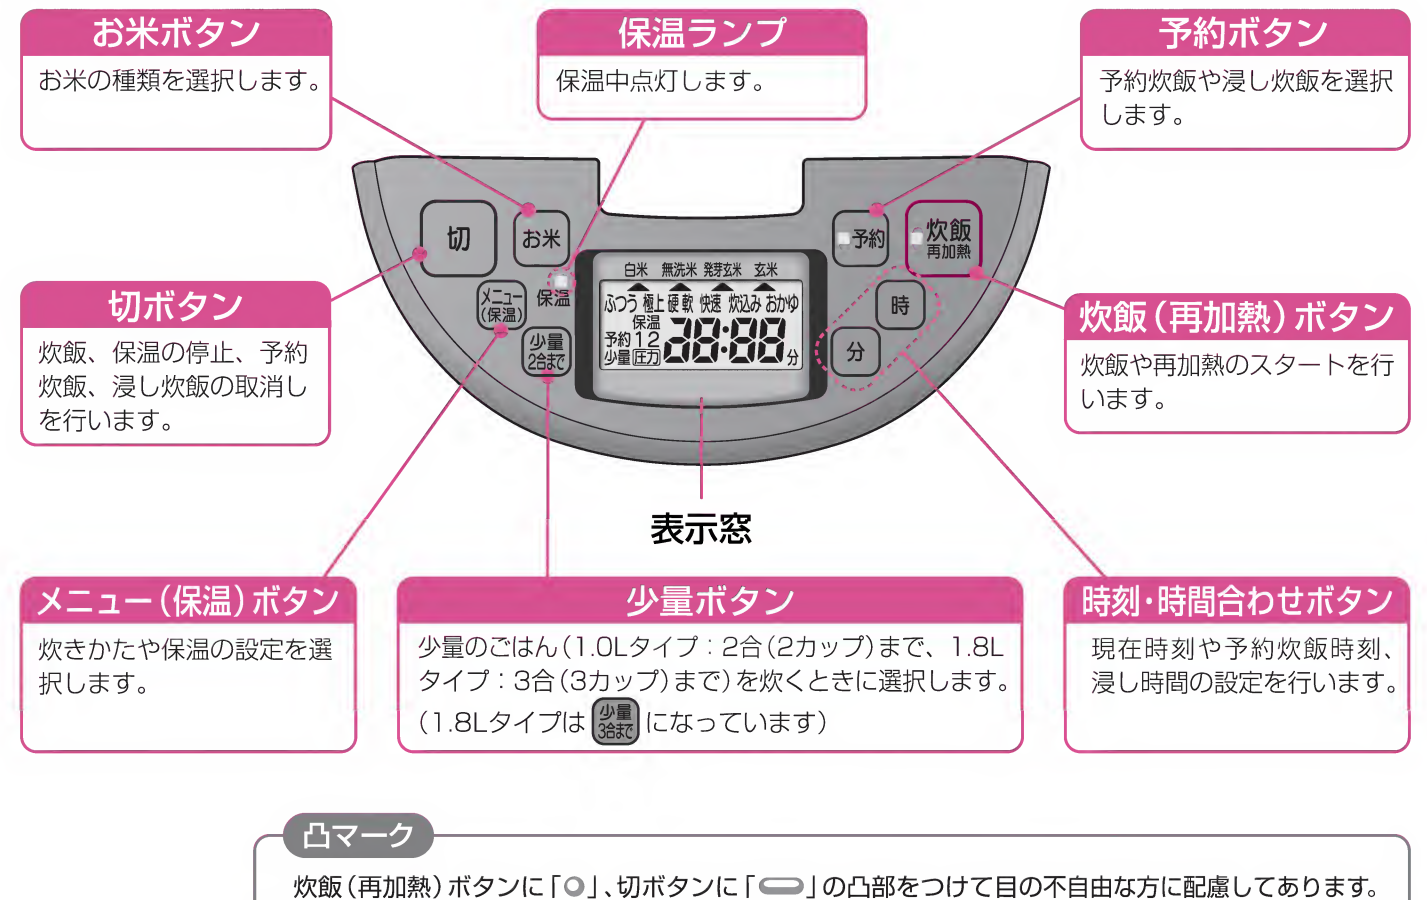 お米ボタン
お米の種類を選択します。
保温ランプ
保温中点灯します。
予約ボタン
予約炊飯や浸し炊飯を選択
します。
切
お米
予約
炊飯
再加熱
メニュー
(保温)
保温
少量
2合まで
時
分
白米 無洗米 発芽玄米 玄米
ふつう 極上 硬 軟 快速 炊込み おかゆ
保温
予約 12
少量 圧力
38:88 分
切ボタン
炊飯、保温の停止、予約
炊飯、浸し炊飯の取消し
を行います。
炊飯(再加熱)ボタン
炊飯や再加熱のスタートを行
います。
表示窓
メニュー(保温)ボタン
炊きかたや保温の設定を選
択します。
少量ボタン
少量のごはん(1.0Lタイプ：2合(2カップ)まで、1.8L
タイプ：3合(3カップ)まで)を炊くときに選択します。
(1.8Lタイプは 少量 3合まで になっています)
時刻・時間合わせボタン
現在時刻や予約炊飯時刻、
浸し時間の設定を行います。
凸マーク
炊飯(再加熱)ボタンに「○」、切ボタンに「⬭」の凸部をつけて目の不自由な方に配慮してあります。